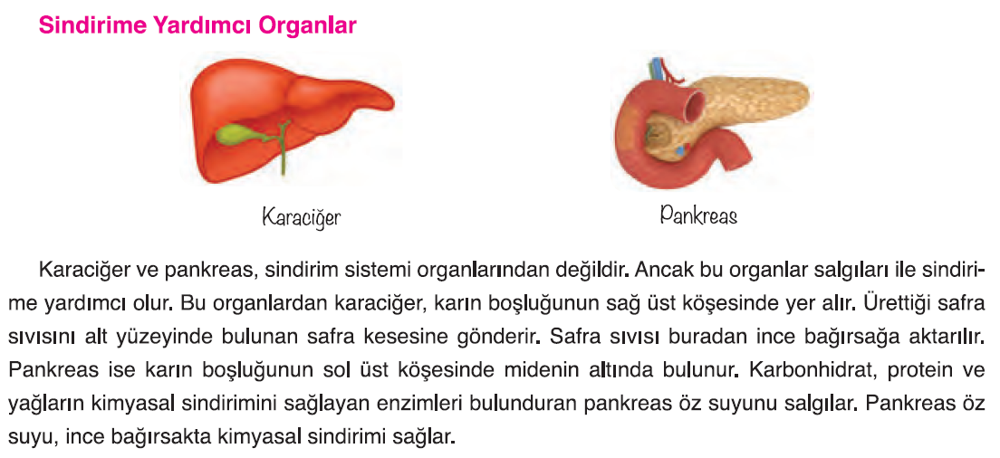 Sindirime Yardımcı Organlar
Karaciğer
Pankreas
Karaciğer ve pankreas, sindirim sistemi organlarından değildir. Ancak bu organlar salgıları ile sindiri-
me yardımcı olur. Bu organlardan karaciğer, karın boşluğunun sağ üst köşesinde yer alır. Ürettiği safra
sıvısını alt yüzeyinde bulunan safra kesesine gönderir. Safra sıvısı buradan ince bağırsağa aktarılır.
Pankreas ise karın boşluğunun sol üst köşesinde midenin altında bulunur. Karbonhidrat, protein ve
yağların kimyasal sindirimini sağlayan enzimleri bulunduran pankreas öz suyunu salgılar. Pankreas öz
suyu, ince bağırsakta kimyasal sindirimi sağlar.